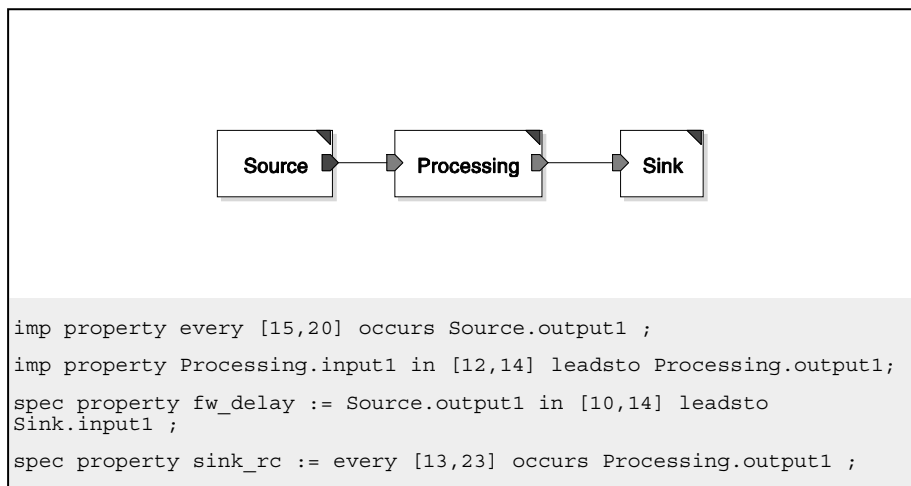 Source
Processing
Sink
imp property every [15,20] occurs Source.output1 ;
imp property Processing.input1 in [12,14] leadsto Processing.output1;
spec property fw_delay := Source.output1 in [10,14] leadsto
Sink.input1 ;
spec property sink_rc := every [13,23] occurs Processing.output1 ;